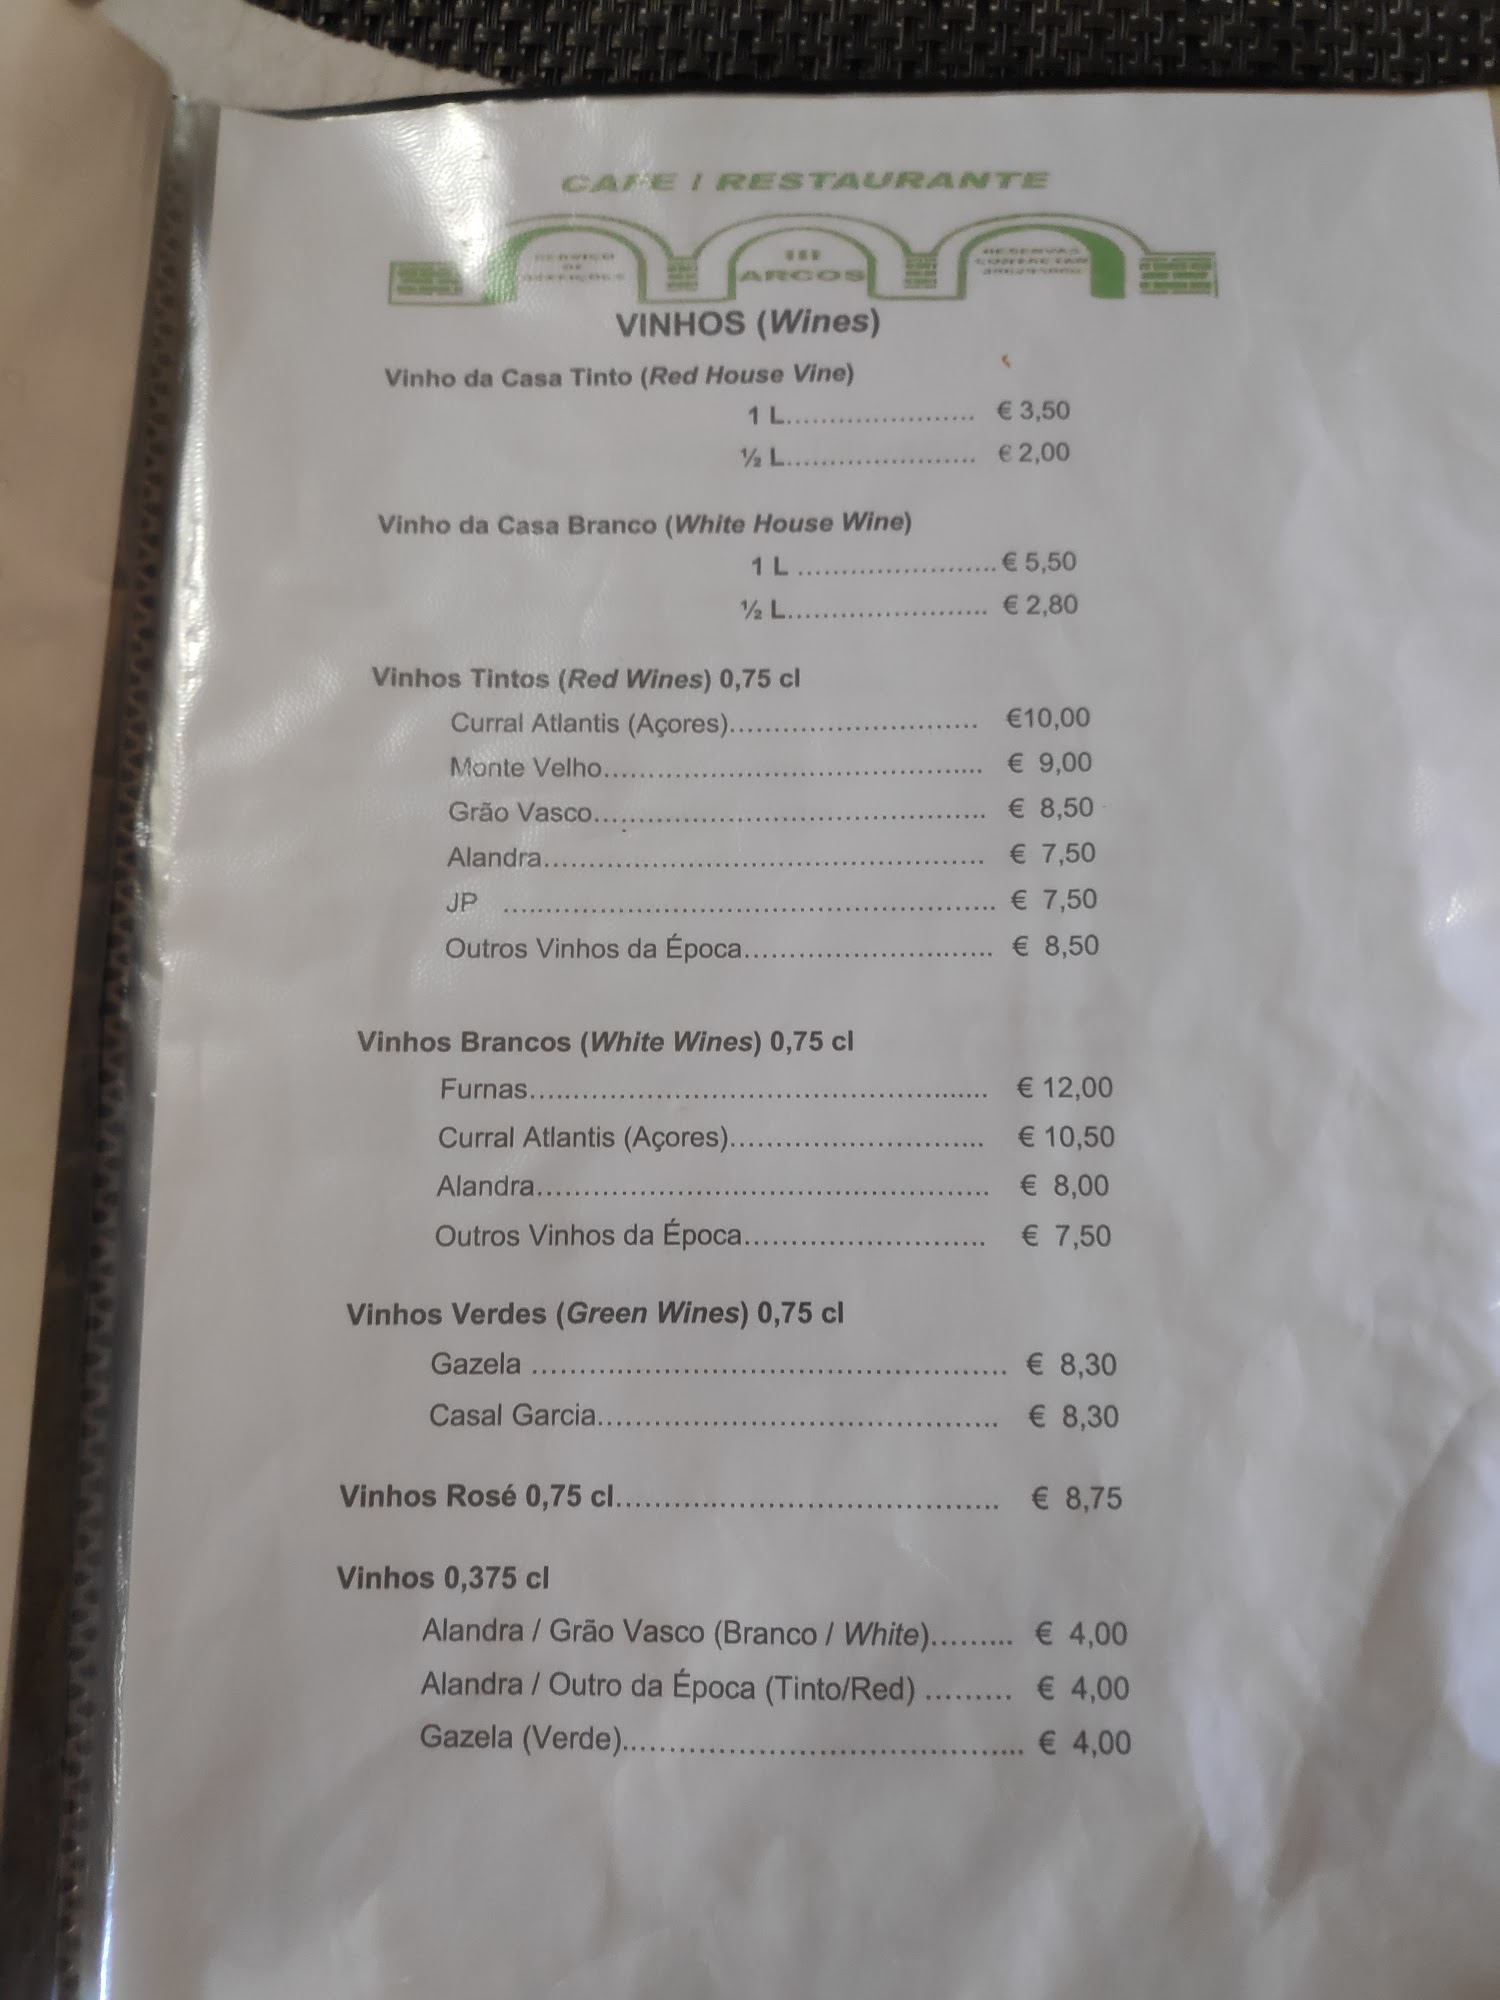 CAFE / RESTAURANTE
SERVIÇO
DE
REFEIÇÕES
III
ARCOS
RESERVAS
CONTACTAR
VINHOS (Wines)
Vinho da Casa Tinto (Red House Vine)
1 L...................... € 3,50
½ L...................... € 2,00
Vinho da Casa Branco (White House Wine)
1 L ....................... € 5,50
½ L....................... € 2,80
Vinhos Tintos (Red Wines) 0,75 cl
Curral Atlantis (Açores)............................ €10,00
Monte Velho............................................ € 9,00
Grão Vasco............................................. € 8,50
Alandra................................................... € 7,50
JP ........................................................ € 7,50
Outros Vinhos da Época............................ € 8,50
Vinhos Brancos (White Wines) 0,75 cl
Furnas.................................................... € 12,00
Curral Atlantis (Açores)............................ € 10,50
Alandra................................................... € 8,00
Outros Vinhos da Época........................... € 7,50
Vinhos Verdes (Green Wines) 0,75 cl
Gazela .................................................... € 8,30
Casal Garcia............................................ € 8,30
Vinhos Rosé 0,75 cl......................................... € 8,75
Vinhos 0,375 cl
Alandra / Grão Vasco (Branco / White)......... € 4,00
Alandra / Outro da Época (Tinto/Red) ......... € 4,00
Gazela (Verde)........................................... € 4,00